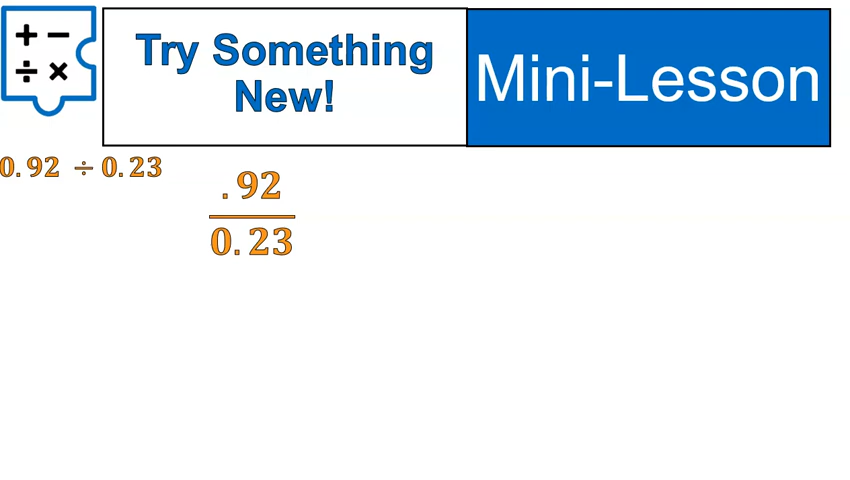 + −
÷ ×
Try Something
New!
Mini-Lesson
0.92 ÷ 0.23
.92
0.23